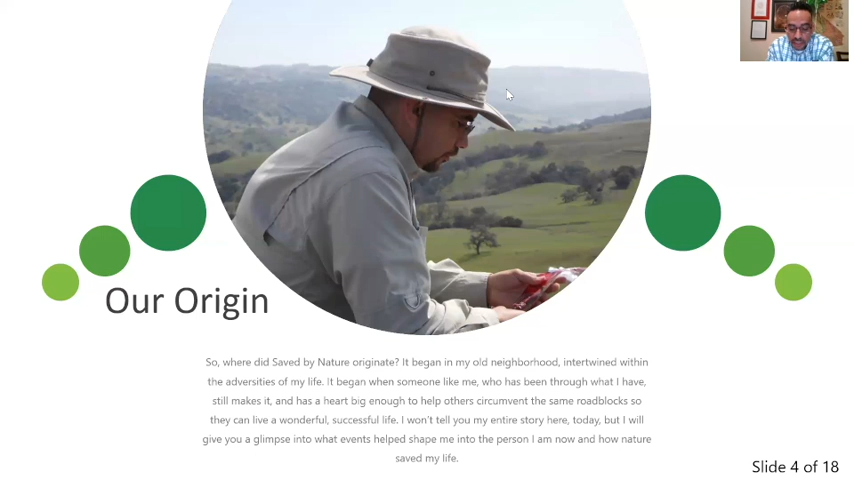 Our Origin
So, where did Saved by Nature originate? It began in my old neighborhood, intertwined within
the adversities of my life. It began when someone like me, who has been through what I have,
still makes it, and has a heart big enough to help others circumvent the same roadblocks so
they can live a wonderful, successful life. I won't tell you my entire story here, today, but I will
give you a glimpse into what events helped shape me into the person I am now and how nature
saved my life.
Slide 4 of 18